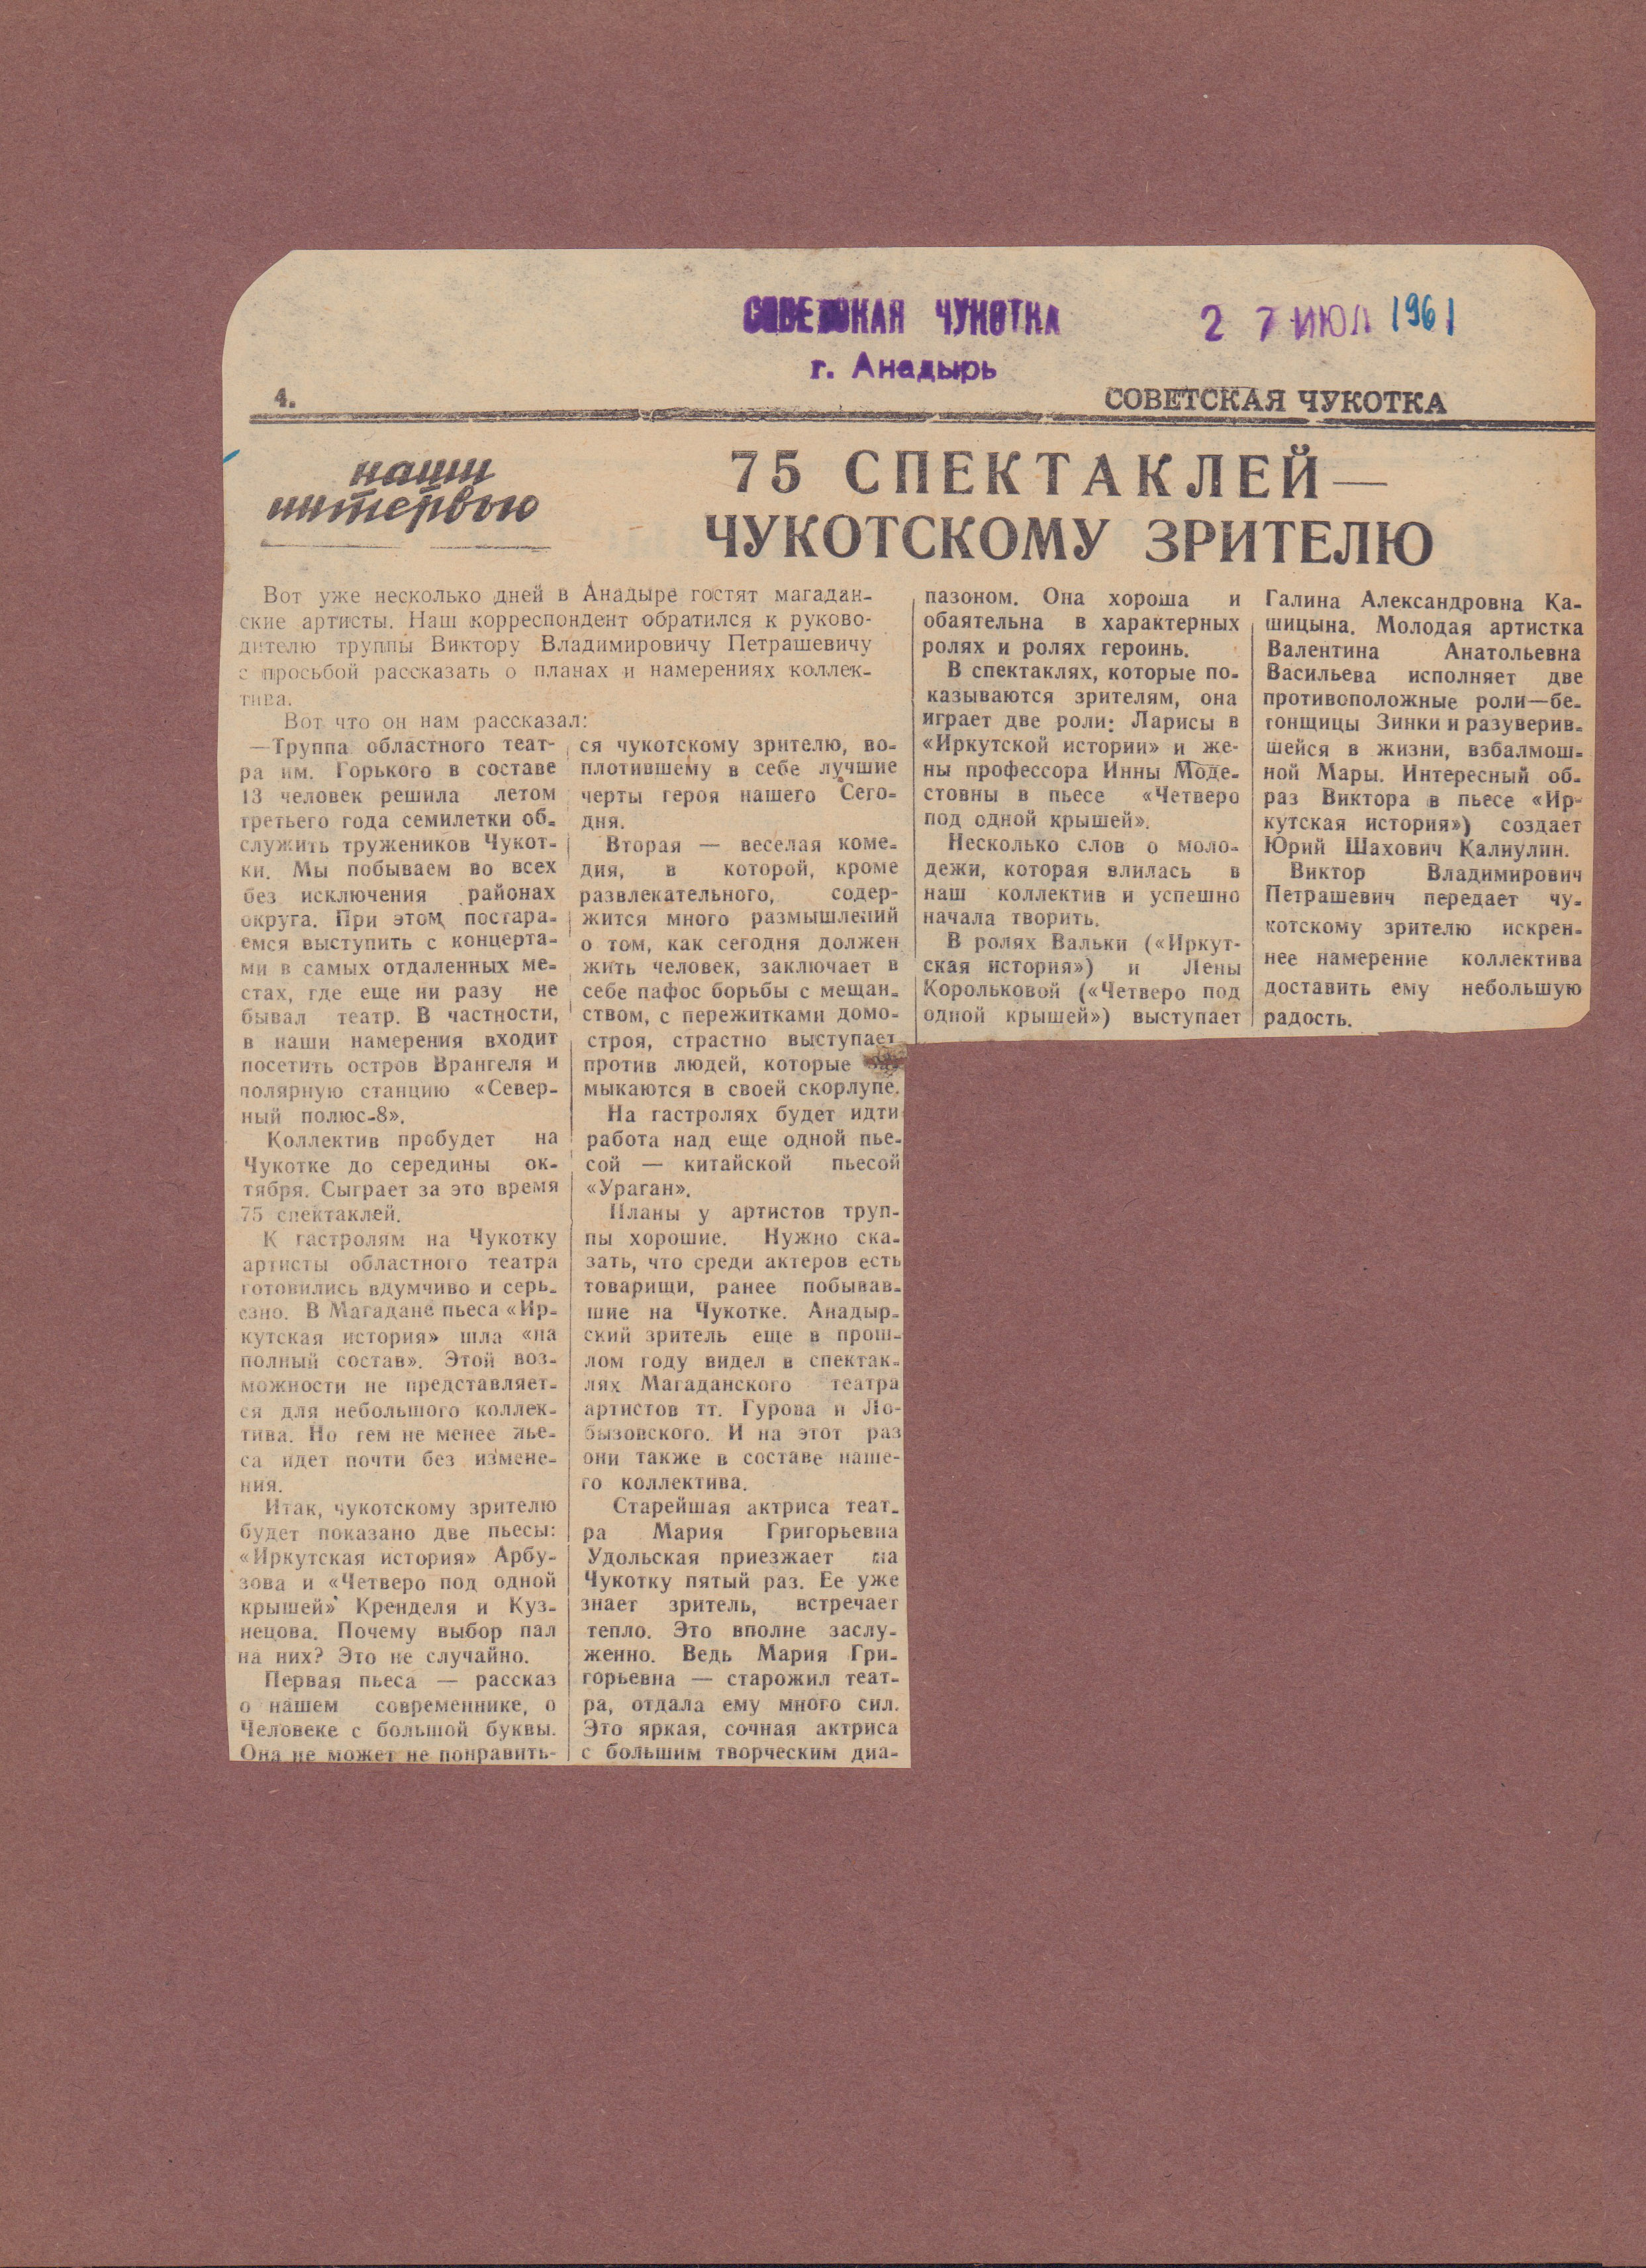 СОВЕТСКАЯ ЧУКОТКА
г. Анадырь
27 ИЮЛ 1961
4.
СОВЕТСКАЯ ЧУКОТКА
наши
интервью
75 СПЕКТАКЛЕЙ —
ЧУКОТСКОМУ ЗРИТЕЛЮ
Вот уже несколько дней в Анадыре гостят магадан-
ские артисты. Наш корреспондент обратился к руково-
дителю труппы Виктору Владимировичу Петрашевичу
с просьбой рассказать о планах и намерениях коллек-
тива.
Вот что он нам рассказал:
—Труппа областного теат-
ра им. Горького в составе
13 человек решила летом
третьего года семилетки об-
служить тружеников Чукот-
ки. Мы побываем во всех
без исключения районах
округа. При этом постара-
емся выступить с концерта-
ми в самых отдаленных ме-
стах, где еще ни разу не
бывал театр. В частности,
в наши намерения входит
посетить остров Врангеля и
полярную станцию «Север-
ный полюс-8».
Коллектив пробудет на
Чукотке до середины ок-
тября. Сыграет за это время
75 спектаклей.
К гастролям на Чукотку
артисты областного театра
готовились вдумчиво и серь-
езно. В Магадане пьеса «Ир-
кутская история» шла «на
полный состав». Этой воз-
можности не представляет-
ся для небольшого коллек-
тива. Но тем не менее пье-
са идет почти без измене-
ния.
Итак, чукотскому зрителю
будет показано две пьесы:
«Иркутская история» Арбу-
зова и «Четверо под одной
крышей» Кренделя и Куз-
нецова. Почему выбор пал
на них? Это не случайно.
Первая пьеса — рассказ
о нашем современнике, о
Человеке с большой буквы.
Она не может не понравить-
ся чукотскому зрителю, во-
плотившему в себе лучшие
черты героя нашего Сего-
дня.
Вторая — веселая коме-
дия, в которой, кроме
развлекательного, содер-
жится много размышлений
о том, как сегодня должен
жить человек, заключает в
себе пафос борьбы с мещан-
ством, с пережитками домо-
строя, страстно выступает
против людей, которые за-
мыкаются в своей скорлупе.
На гастролях будет идти
работа над еще одной пье-
сой — китайской пьесой
«Ураган».
Планы у артистов труп-
пы хорошие. Нужно ска-
зать, что среди актеров есть
товарищи, ранее побывав-
шие на Чукотке. Анадыр-
ский зритель еще в прош-
лом году видел в спектак-
лях Магаданского театра
артистов тт. Гурова и Ло-
бызовского. И на этот раз
они также в составе наше-
го коллектива.
Старейшая актриса теат-
ра Мария Григорьевна
Удольская приезжает на
Чукотку пятый раз. Ее уже
знает зритель, встречает
тепло. Это вполне заслу-
женно. Ведь Мария Гри-
горьевна — старожил теат-
ра, отдала ему много сил.
Это яркая, сочная актриса
с большим творческим диа-
пазоном. Она хороша и
обаятельна в характерных
ролях и ролях героинь.
В спектаклях, которые по-
казываются зрителям, она
играет две роли: Ларисы в
«Иркутской истории» и же-
ны профессора Инны Моде-
стовны в пьесе «Четверо
под одной крышей».
Несколько слов о моло-
дежи, которая влилась в
наш коллектив и успешно
начала творить.
В ролях Вальки («Иркут-
ская история») и Лены
Корольковой («Четверо под
одной крышей») выступает
Галина Александровна Ка-
шицына. Молодая артистка
Валентина Анатольевна
Васильева исполняет две
противоположные роли—бе-
тонщицы Зинки и разуверив-
шейся в жизни, взбалмош-
ной Мары. Интересный об-
раз Виктора в пьесе «Ир-
кутская история») создает
Юрий Шахович Калиулин.
Виктор Владимирович
Петрашевич передает чу-
котскому зрителю искрен-
нее намерение коллектива
доставить ему небольшую
радость.